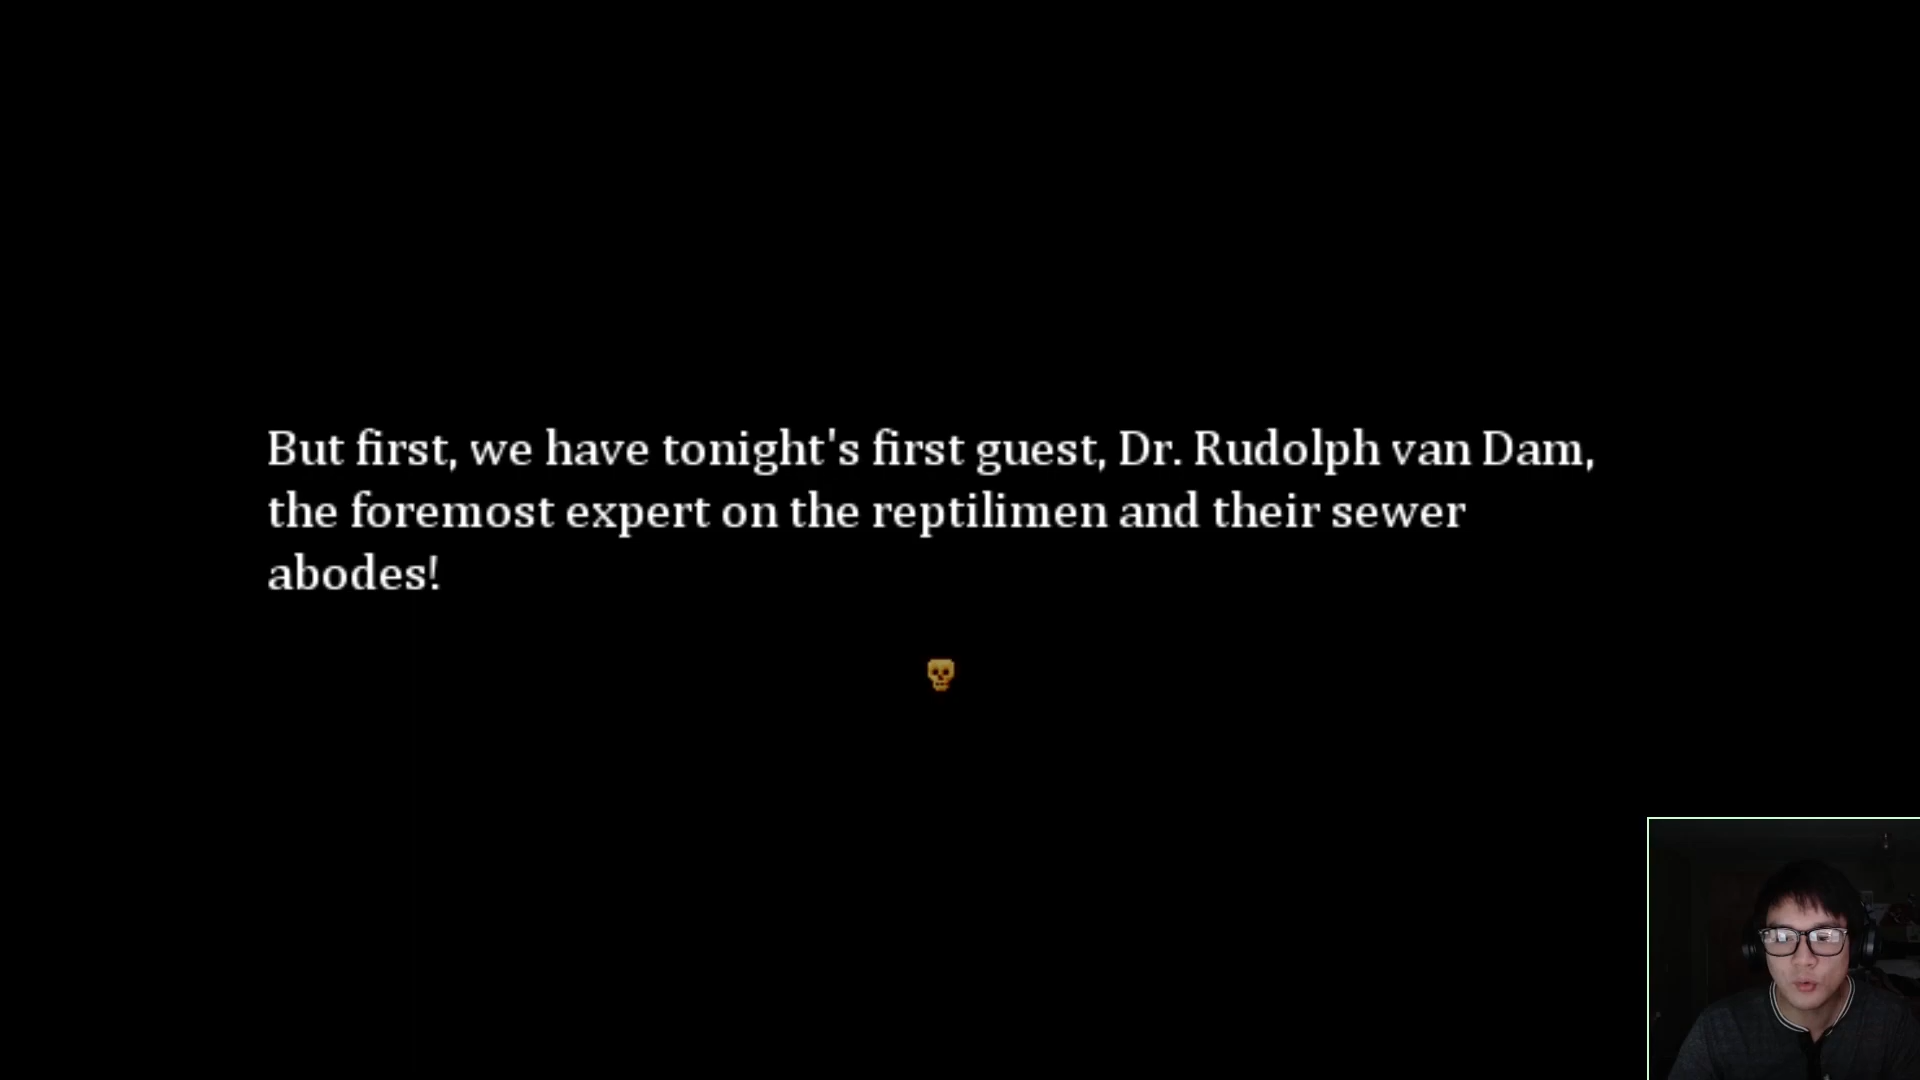 But first, we have tonight's first guest, Dr. Rudolph van Dam,
the foremost expert on the reptilimen and their sewer
abodes!